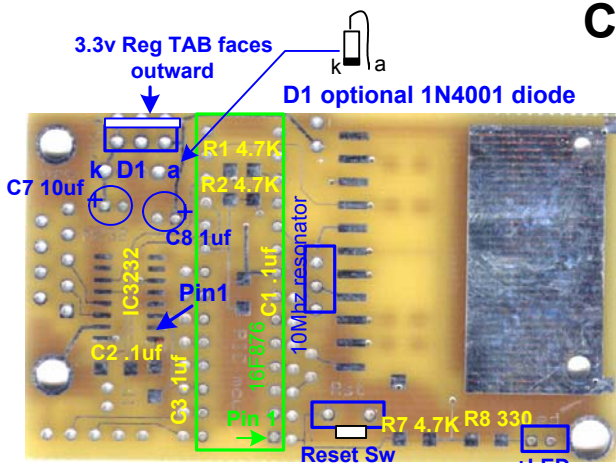 C
3.3v Reg TAB faces
outward
k a
D1 optional 1N4001 diode
R1 4.7K
k D1 a
C7 10uf
R2 4.7K
+
+
C8 1uf
IC3232
Pin1
C1 .1uf
10Mhz resonator
C2 .1uf
C3 .1uf
16F876
Rst
Pin 1
R7 4.7K
R8 330
Reset Sw
+LED